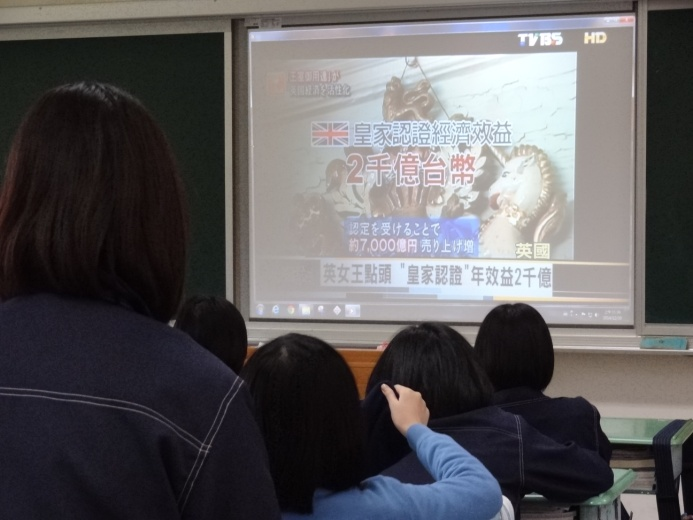 TVBS HD
皇家認證經濟效益
2千億台幣
認定を受けることで
約7,000億円 売り上げ増
英國
英女王點頭 "皇家認證"年效益2千億